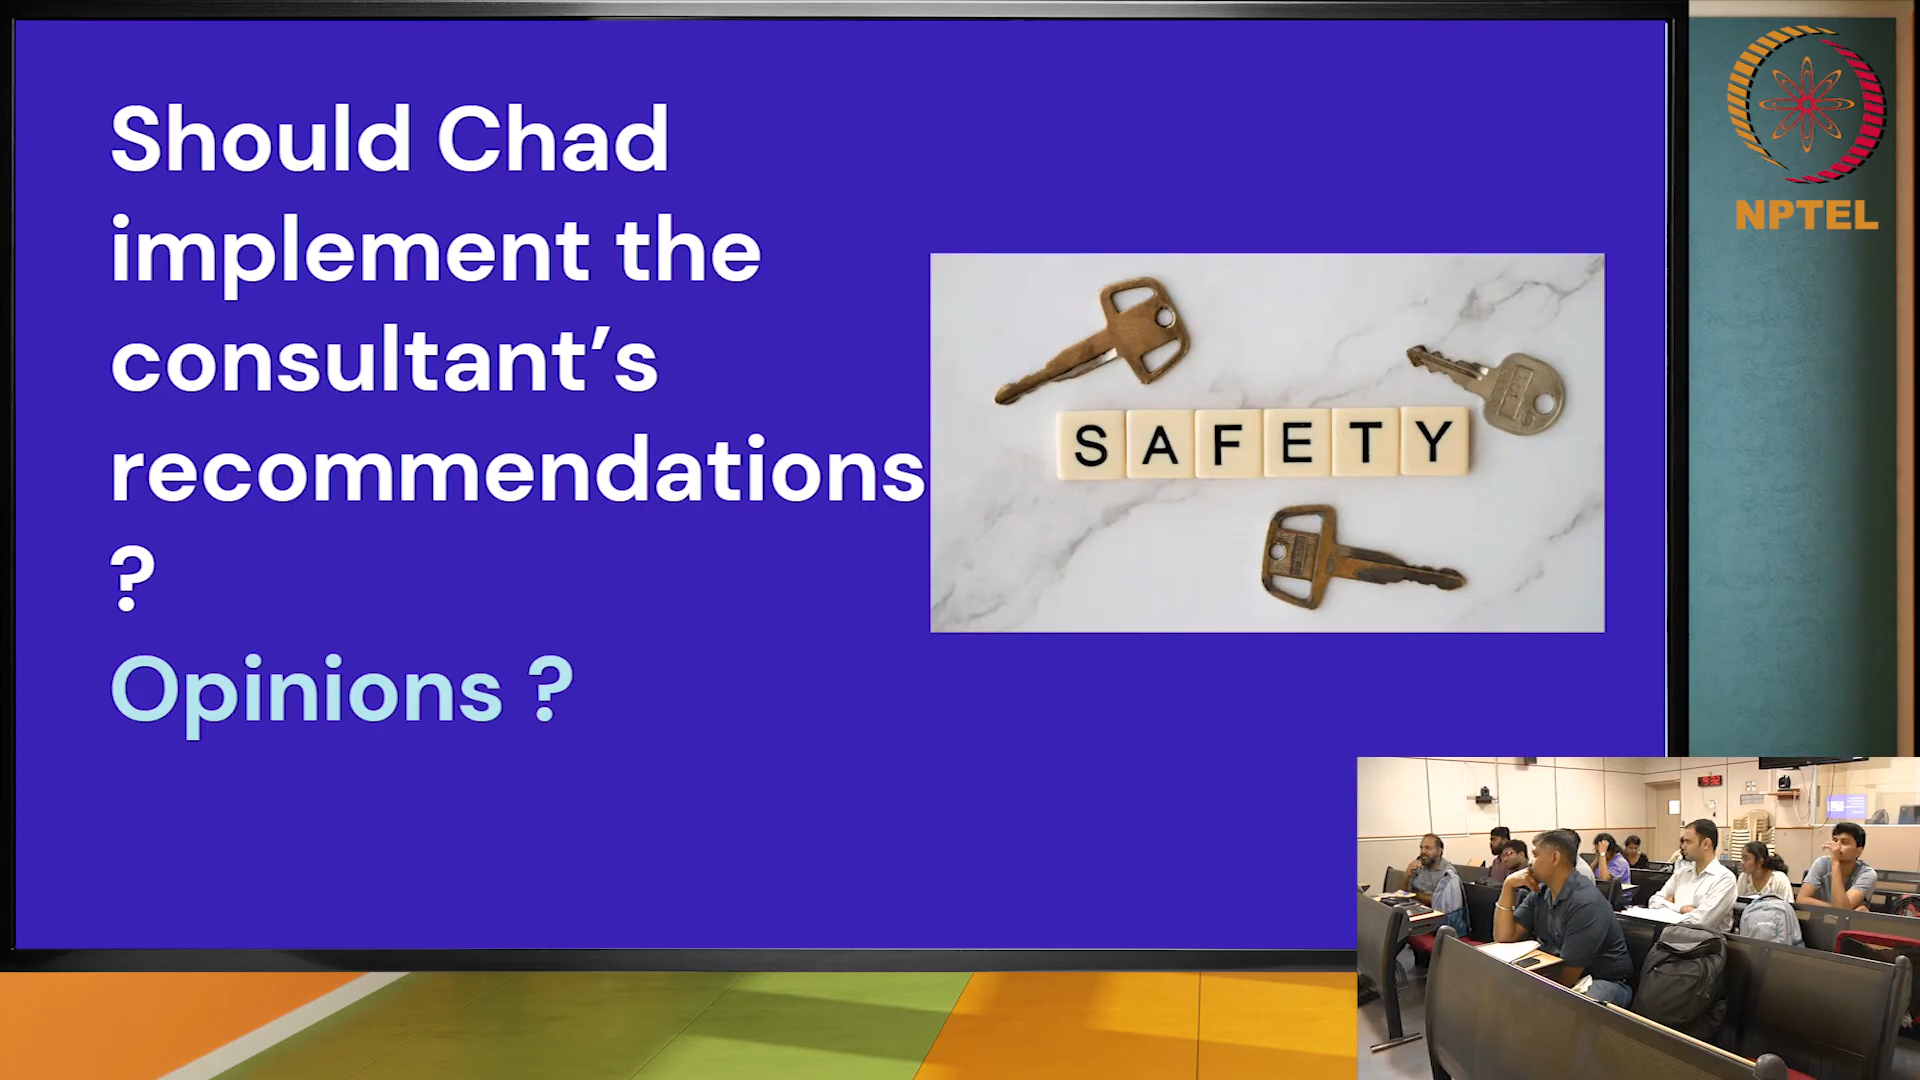 Should Chad
implement the
consultant's
recommendations
?
Opinions ?
SAFETY
NPTEL